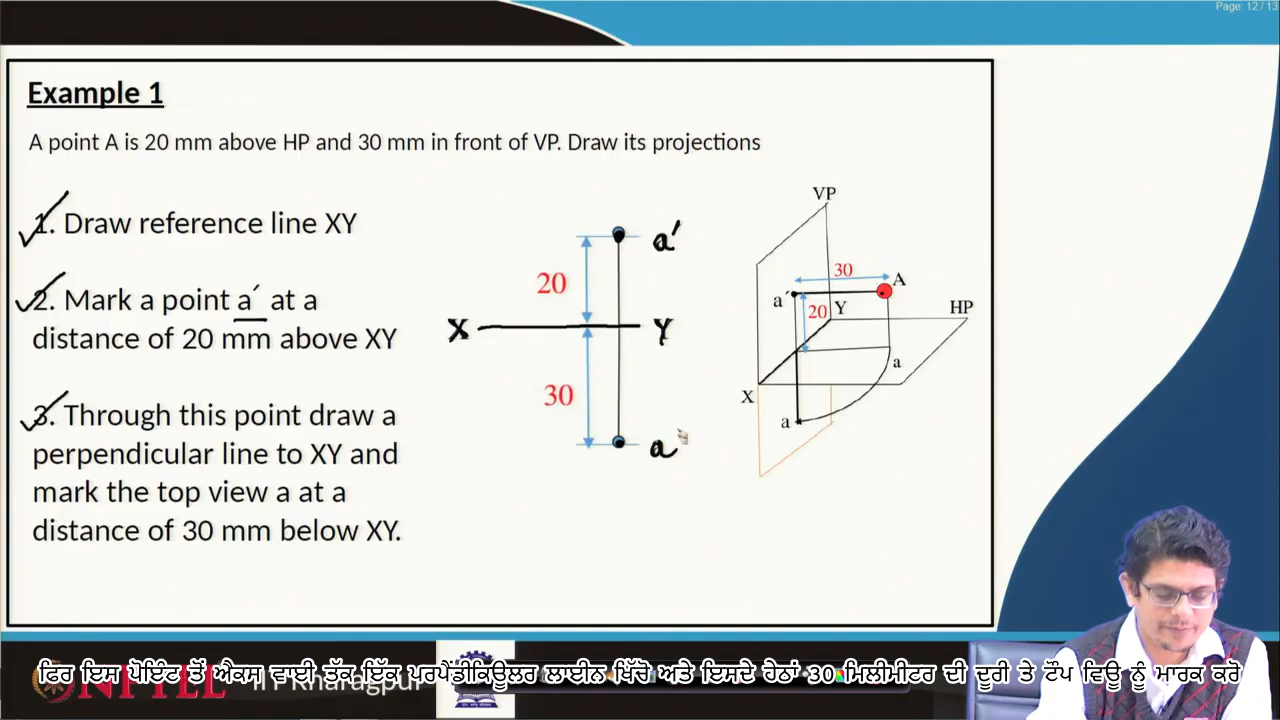 Page: 12 / 13
Example 1
A point A is 20 mm above HP and 30 mm in front of VP. Draw its projections
1. Draw reference line XY
2. Mark a point a´ at a
distance of 20 mm above XY
3. Through this point draw a
perpendicular line to XY and
mark the top view a at a
distance of 30 mm below XY.
a'
20
X Y
30
a
VP
30
A
a´
20
Y
HP
a
X
a
NPTEL IIT Kharagpur
ਫਿਰ ਇਸ ਪੋਇੰਟ ਤੋਂ ਐਕਸ ਵਾਈ ਤੱਕ ਇੱਕ ਪਰਪੈਂਡੀਕਿਊਲਰ ਲਾਈਨ ਖਿੱਚੋ ਅਤੇ ਇਸਦੇ ਹੇਠਾਂ 30 ਮਿਲੀਮੀਟਰ ਦੀ ਦੂਰੀ ਤੇ ਟੌਪ ਵਿਊ ਨੂੰ ਮਾਰਕ ਕਰੋ